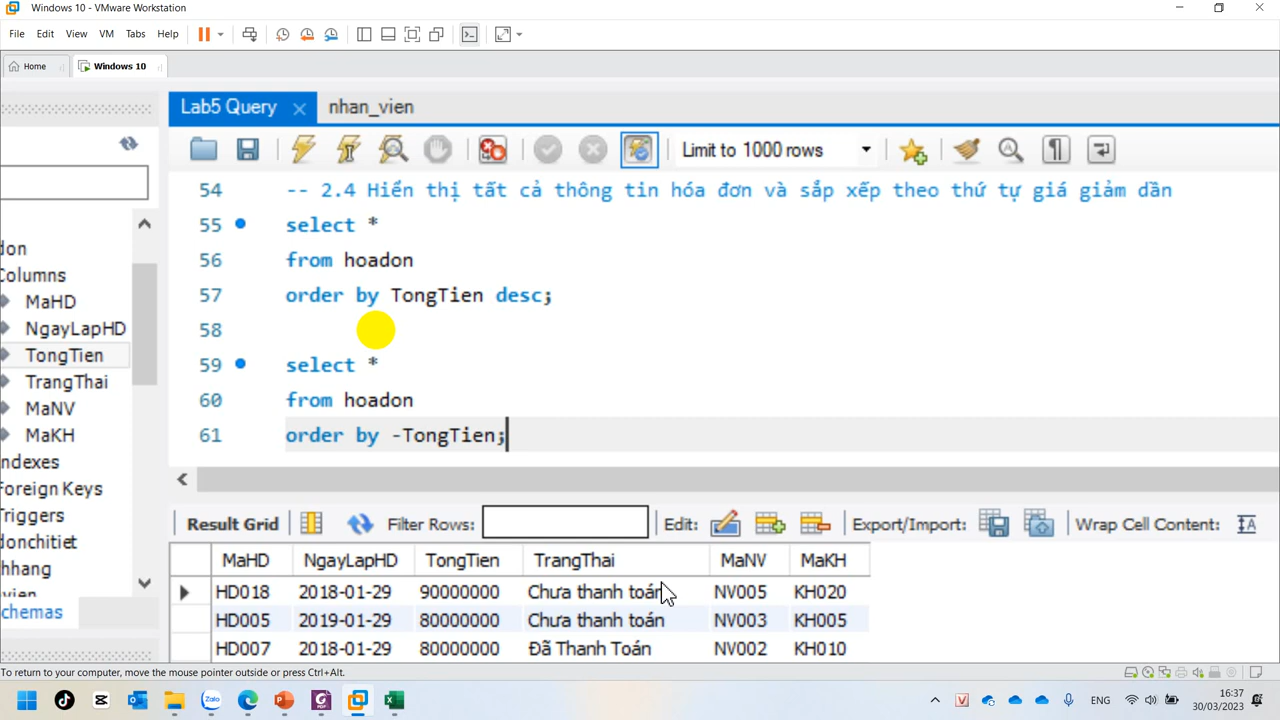 Windows 10 - VMware Workstation
File Edit View VM Tabs Help
Home Windows 10
Lab5 Query nhan_vien
Limit to 1000 rows
54 -- 2.4 Hiển thị tất cả thông tin hóa đơn và sắp xếp theo thứ tự giá giảm dần
55 select *
56 from hoadon
57 order by TongTien desc;
58
59 select *
60 from hoadon
61 order by -TongTien;
don
Columns
MaHD
NgayLapHD
TongTien
TrangThai
MaNV
MaKH
ndexes
Foreign Keys
Triggers
donchitiet
hhang
vien
chemas
Result Grid Filter Rows: Edit: Export/Import: Wrap Cell Content:
MaHD NgayLapHD TongTien TrangThai MaNV MaKH
HD018 2018-01-29 90000000 Chưa thanh toán NV005 KH020
HD005 2019-01-29 80000000 Chưa thanh toán NV003 KH005
HD007 2018-01-29 80000000 Đã Thanh Toán NV002 KH010
To return to your computer, move the mouse pointer outside or press Ctrl+Alt.
Zalo
ENG
16:37
30/03/2023